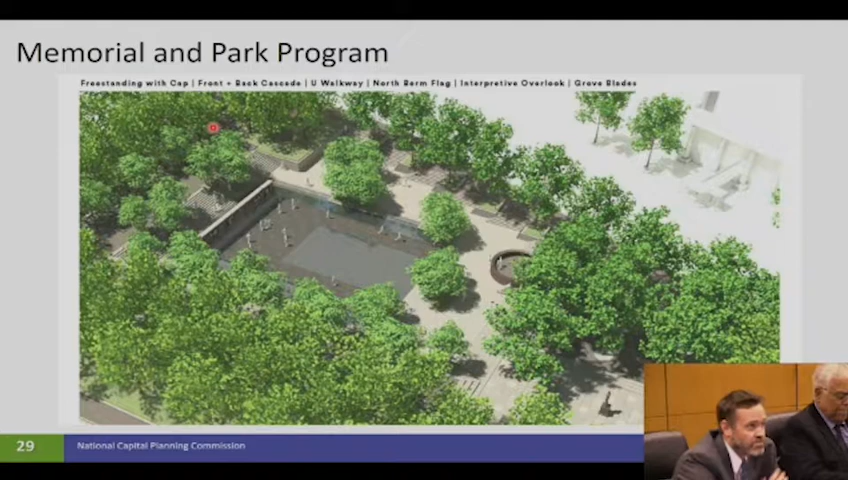 Memorial and Park Program
Freestanding with Cap | Front + Back Cascade | U Walkway | North Berm Flag | Interpretive Overlook | Grove Blades
29
National Capital Planning Commission